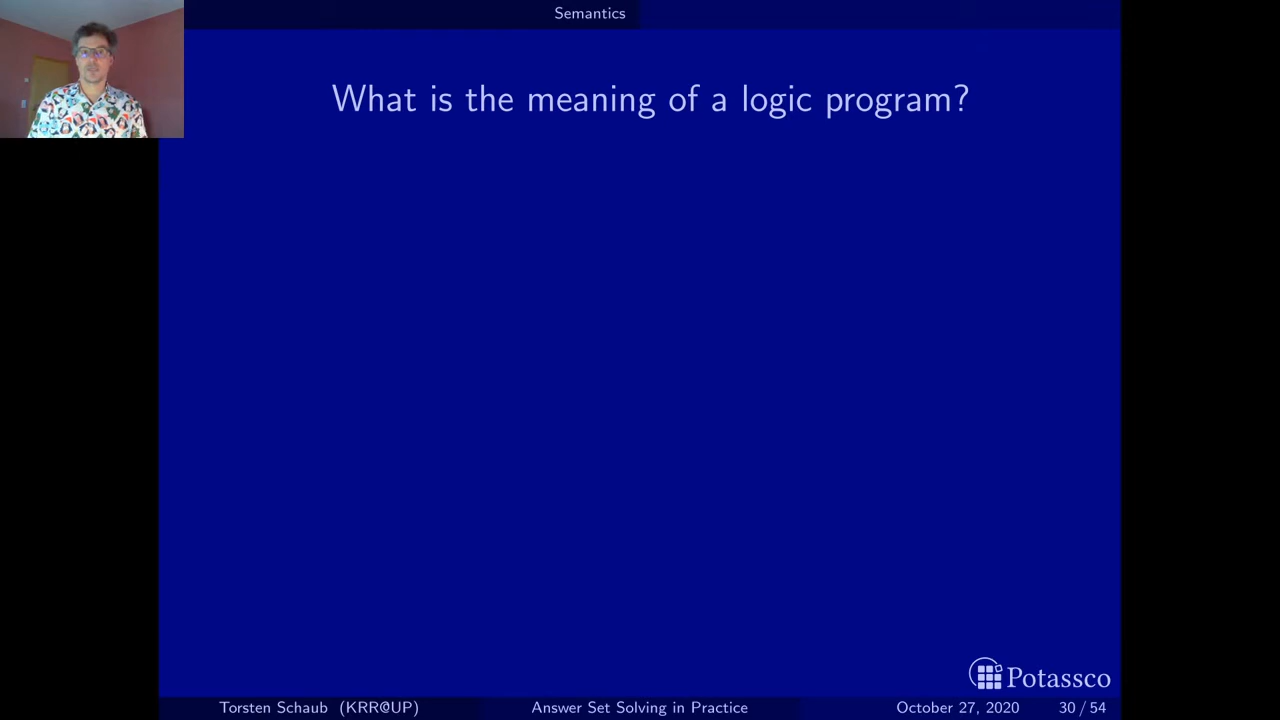 Semantics
What is the meaning of a logic program?
Potassco
Torsten Schaub (KRR@UP) Answer Set Solving in Practice October 27, 2020 30 / 54